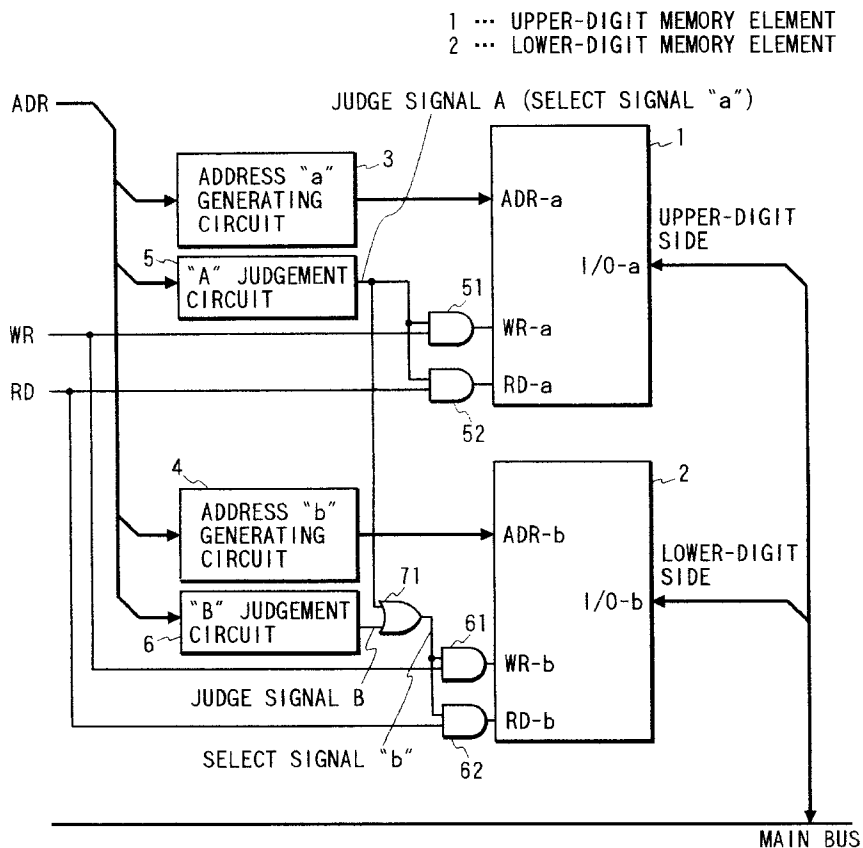 1 ··· UPPER-DIGIT MEMORY ELEMENT
2 ··· LOWER-DIGIT MEMORY ELEMENT
ADR
JUDGE SIGNAL A (SELECT SIGNAL "a")
3
1
ADDRESS "a"
GENERATING
CIRCUIT
ADR-a
UPPER-DIGIT
SIDE
5
"A" JUDGEMENT
CIRCUIT
I/O-a
51
WR
WR-a
RD
RD-a
52
4
2
ADDRESS "b"
GENERATING
CIRCUIT
ADR-b
LOWER-DIGIT
SIDE
71
"B" JUDGEMENT
CIRCUIT
I/O-b
6
61
WR-b
JUDGE SIGNAL B
RD-b
SELECT SIGNAL "b"
62
MAIN BUS